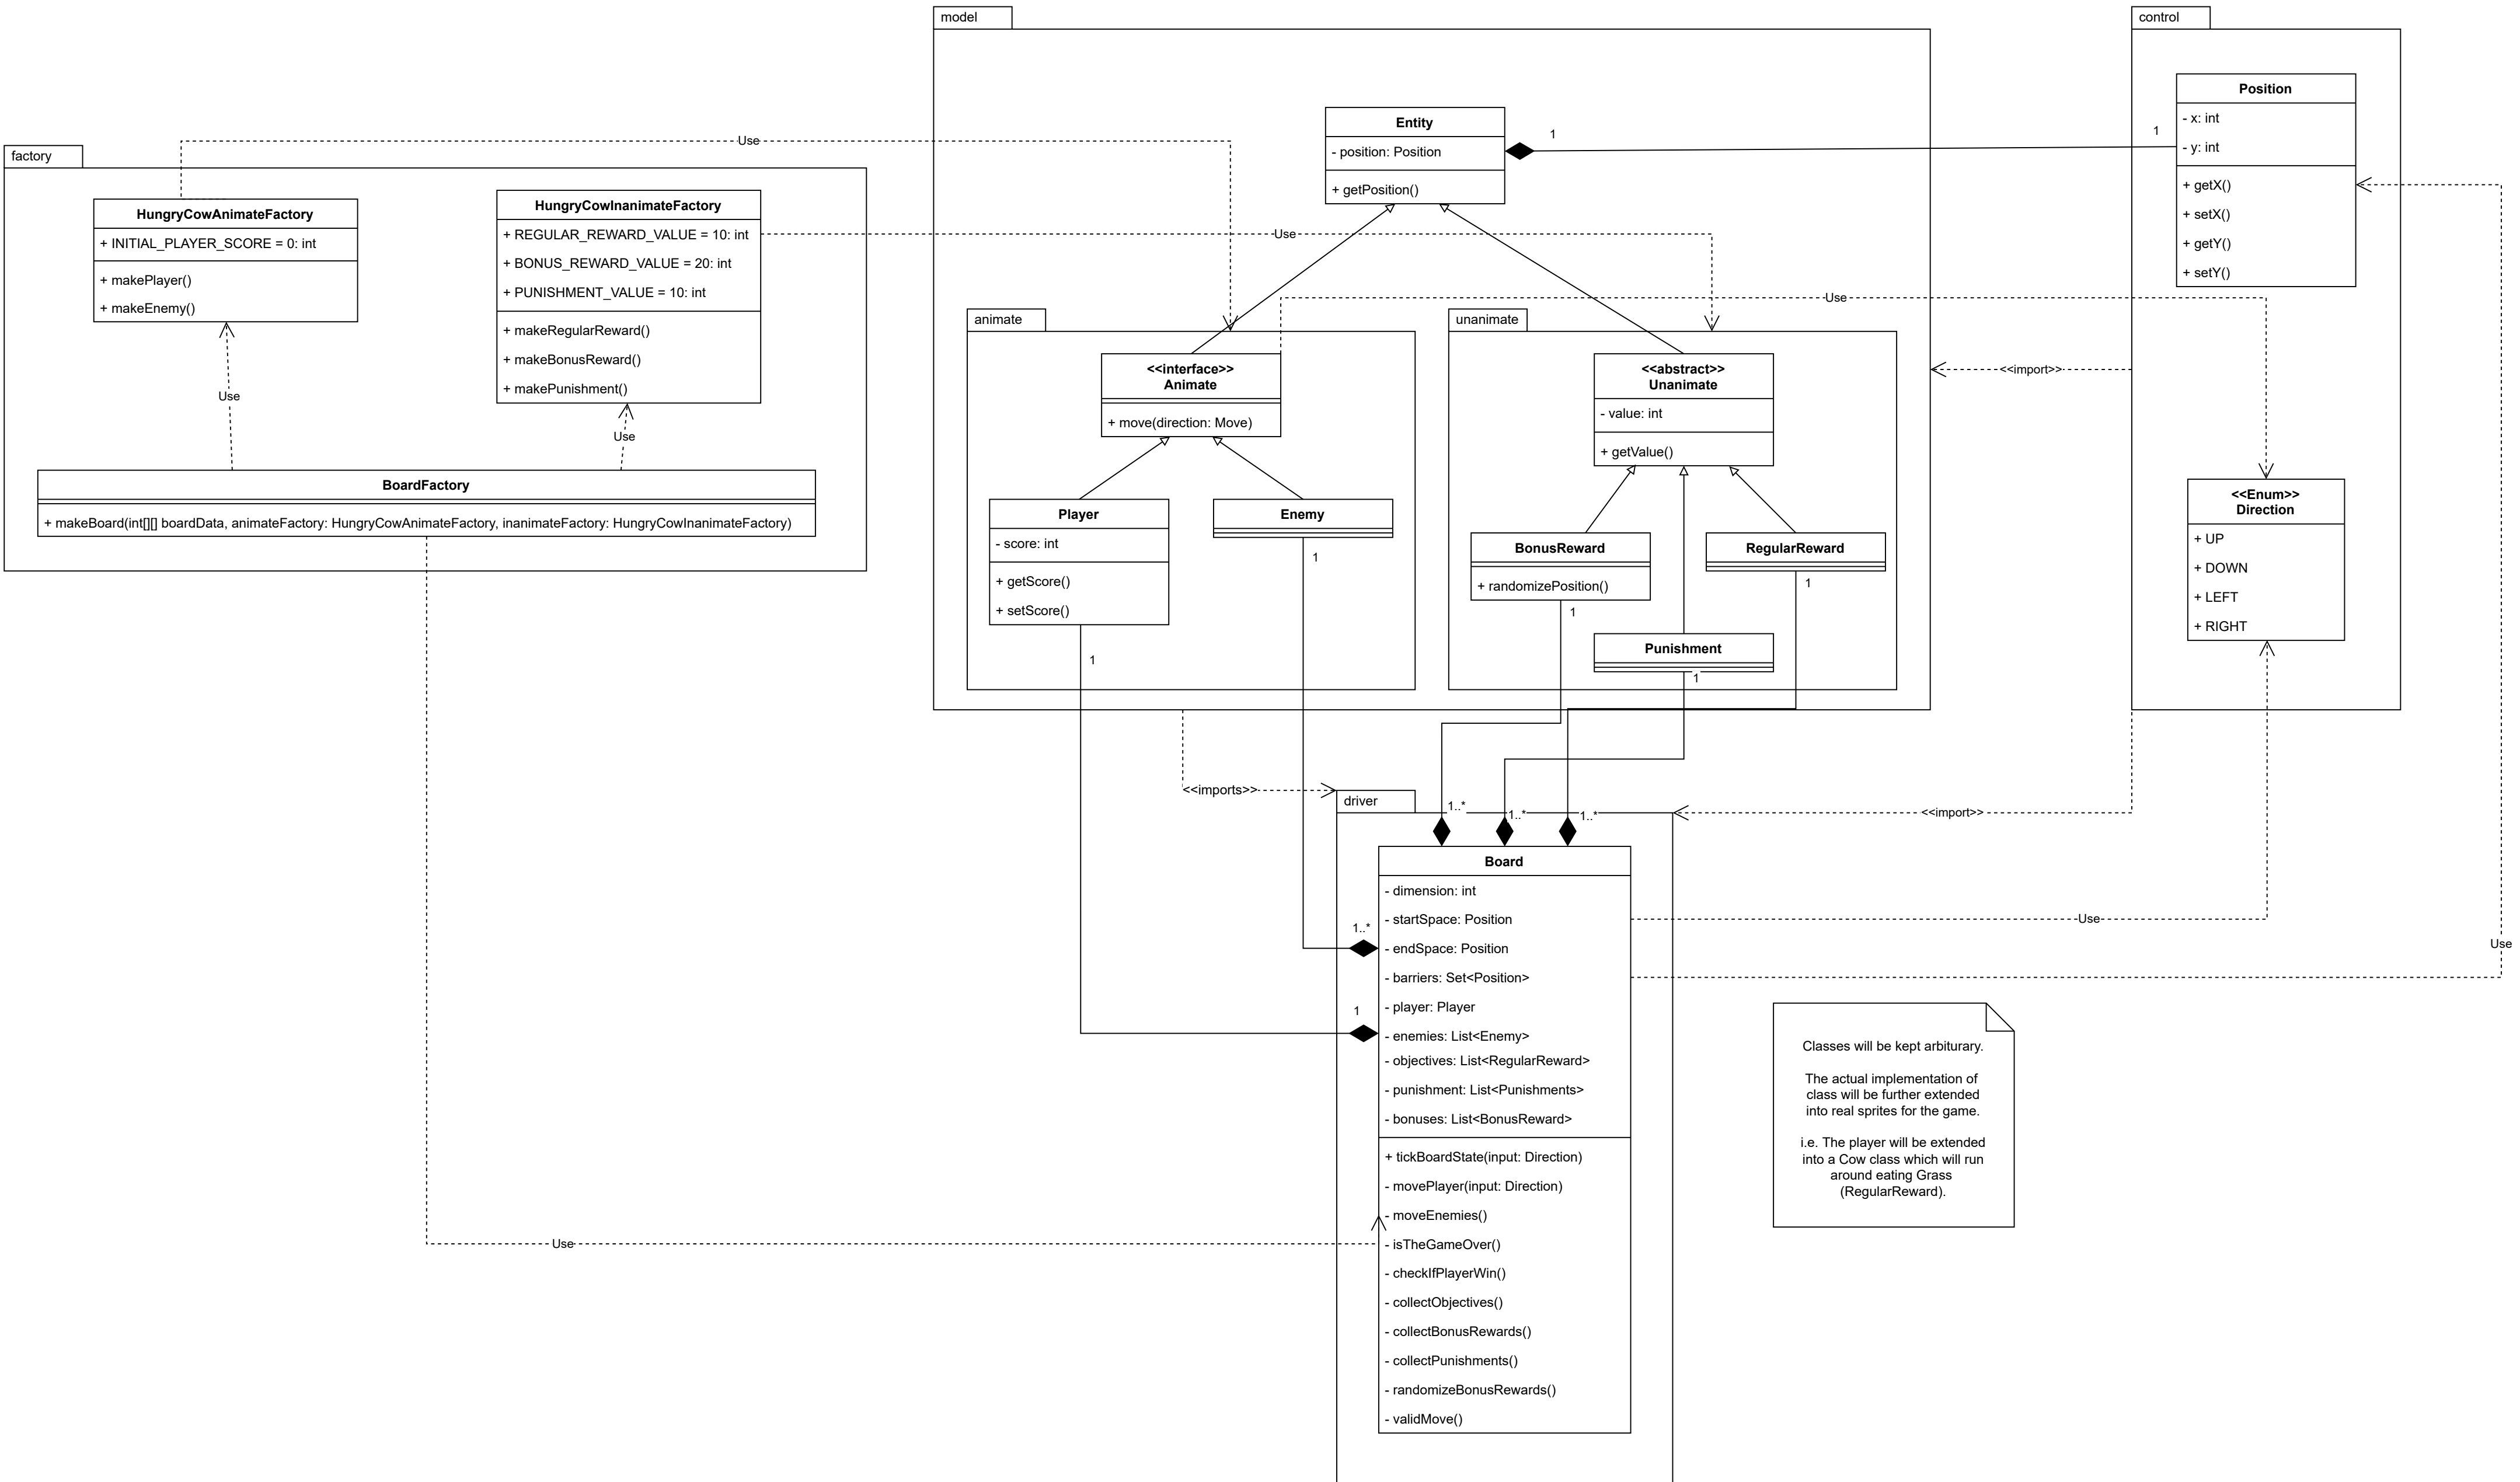 model
control
factory
Use
HungryCowAnimateFactory
+ INITIAL_PLAYER_SCORE = 0: int
+ makePlayer()
+ makeEnemy()
HungryCowInanimateFactory
+ REGULAR_REWARD_VALUE = 10: int
+ BONUS_REWARD_VALUE = 20: int
+ PUNISHMENT_VALUE = 10: int
+ makeRegularReward()
+ makeBonusReward()
+ makePunishment()
Use
Use
Use
BoardFactory
+ makeBoard(int[][] boardData, animateFactory: HungryCowAnimateFactory, inanimateFactory: HungryCowInanimateFactory)
Entity
- position: Position
+ getPosition()
1
1
Position
- x: int
- y: int
+ getX()
+ setX()
+ getY()
+ setY()
Use
animate
<<interface>>
Animate
+ move(direction: Move)
Player
- score: int
+ getScore()
+ setScore()
Enemy
1
1
unanimate
<<abstract>>
Unanimate
- value: int
+ getValue()
BonusReward
+ randomizePosition()
RegularReward
1
1
Punishment
1
<<import>>
<<Enum>>
Direction
+ UP
+ DOWN
+ LEFT
+ RIGHT
<<imports>>
driver
1..*
1..*
1..*
<<import>>
Board
- dimension: int
- startSpace: Position
- endSpace: Position
- barriers: Set<Position>
- player: Player
- enemies: List<Enemy>
- objectives: List<RegularReward>
- punishment: List<Punishments>
- bonuses: List<BonusReward>
+ tickBoardState(input: Direction)
- movePlayer(input: Direction)
- moveEnemies()
- isTheGameOver()
- checkIfPlayerWin()
- collectObjectives()
- collectBonusRewards()
- collectPunishments()
- randomizeBonusRewards()
- validMove()
1..*
1
Use
Use
Use
Classes will be kept arbiturary.
The actual implementation of
class will be further extended
into real sprites for the game.
i.e. The player will be extended
into a Cow class which will run
around eating Grass
(RegularReward).